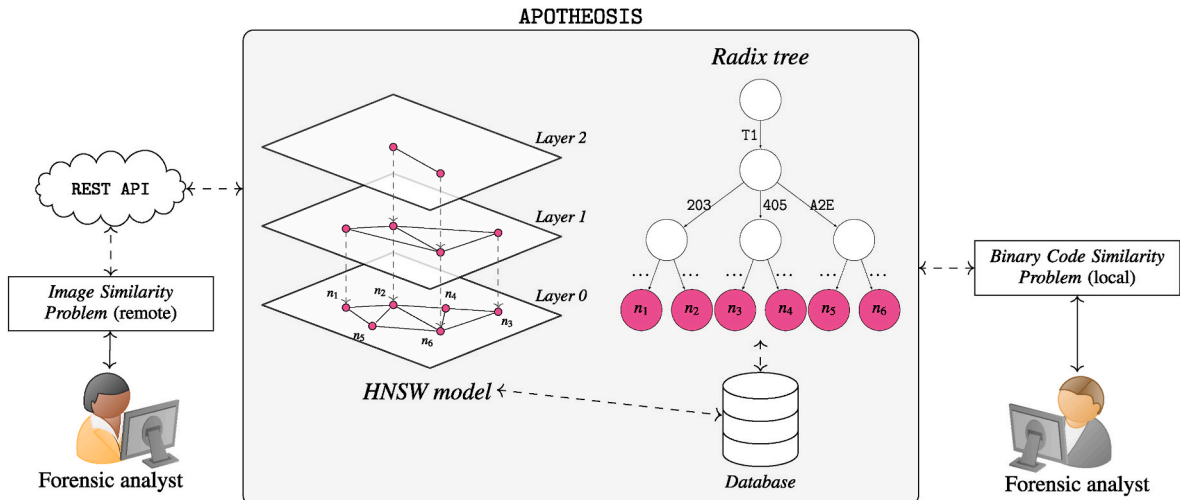 APOTHEOSIS
Radix tree
T1
203
405
A2E
... ... ... ... ... ...
n1 n2 n3 n4 n5 n6
Layer 2
Layer 1
Layer 0
n1
n2
n4
n3
n5
n6
HNSW model
Database
REST API
Image Similarity
Problem (remote)
Forensic analyst
Binary Code Similarity
Problem (local)
Forensic analyst